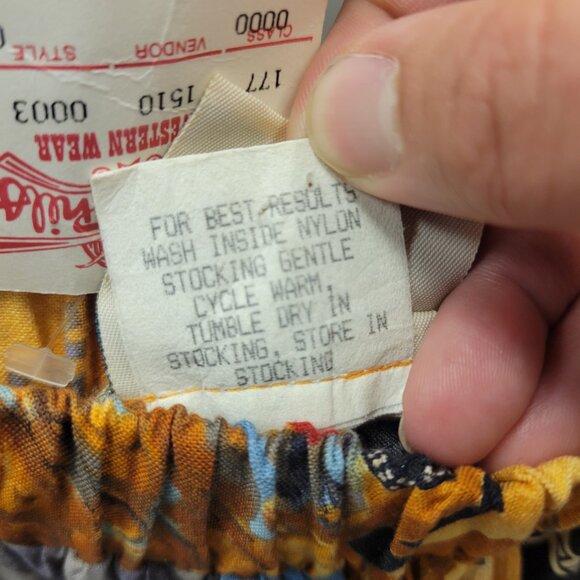 CLASS
0000
VENDOR
STYLE
177
1510
0003
WESTERN WEAR
FOR BEST RESULTS
WASH INSIDE NYLON
STOCKING GENTLE
CYCLE WARM,
TUMBLE DRY IN
STOCKING, STORE IN
STOCKING